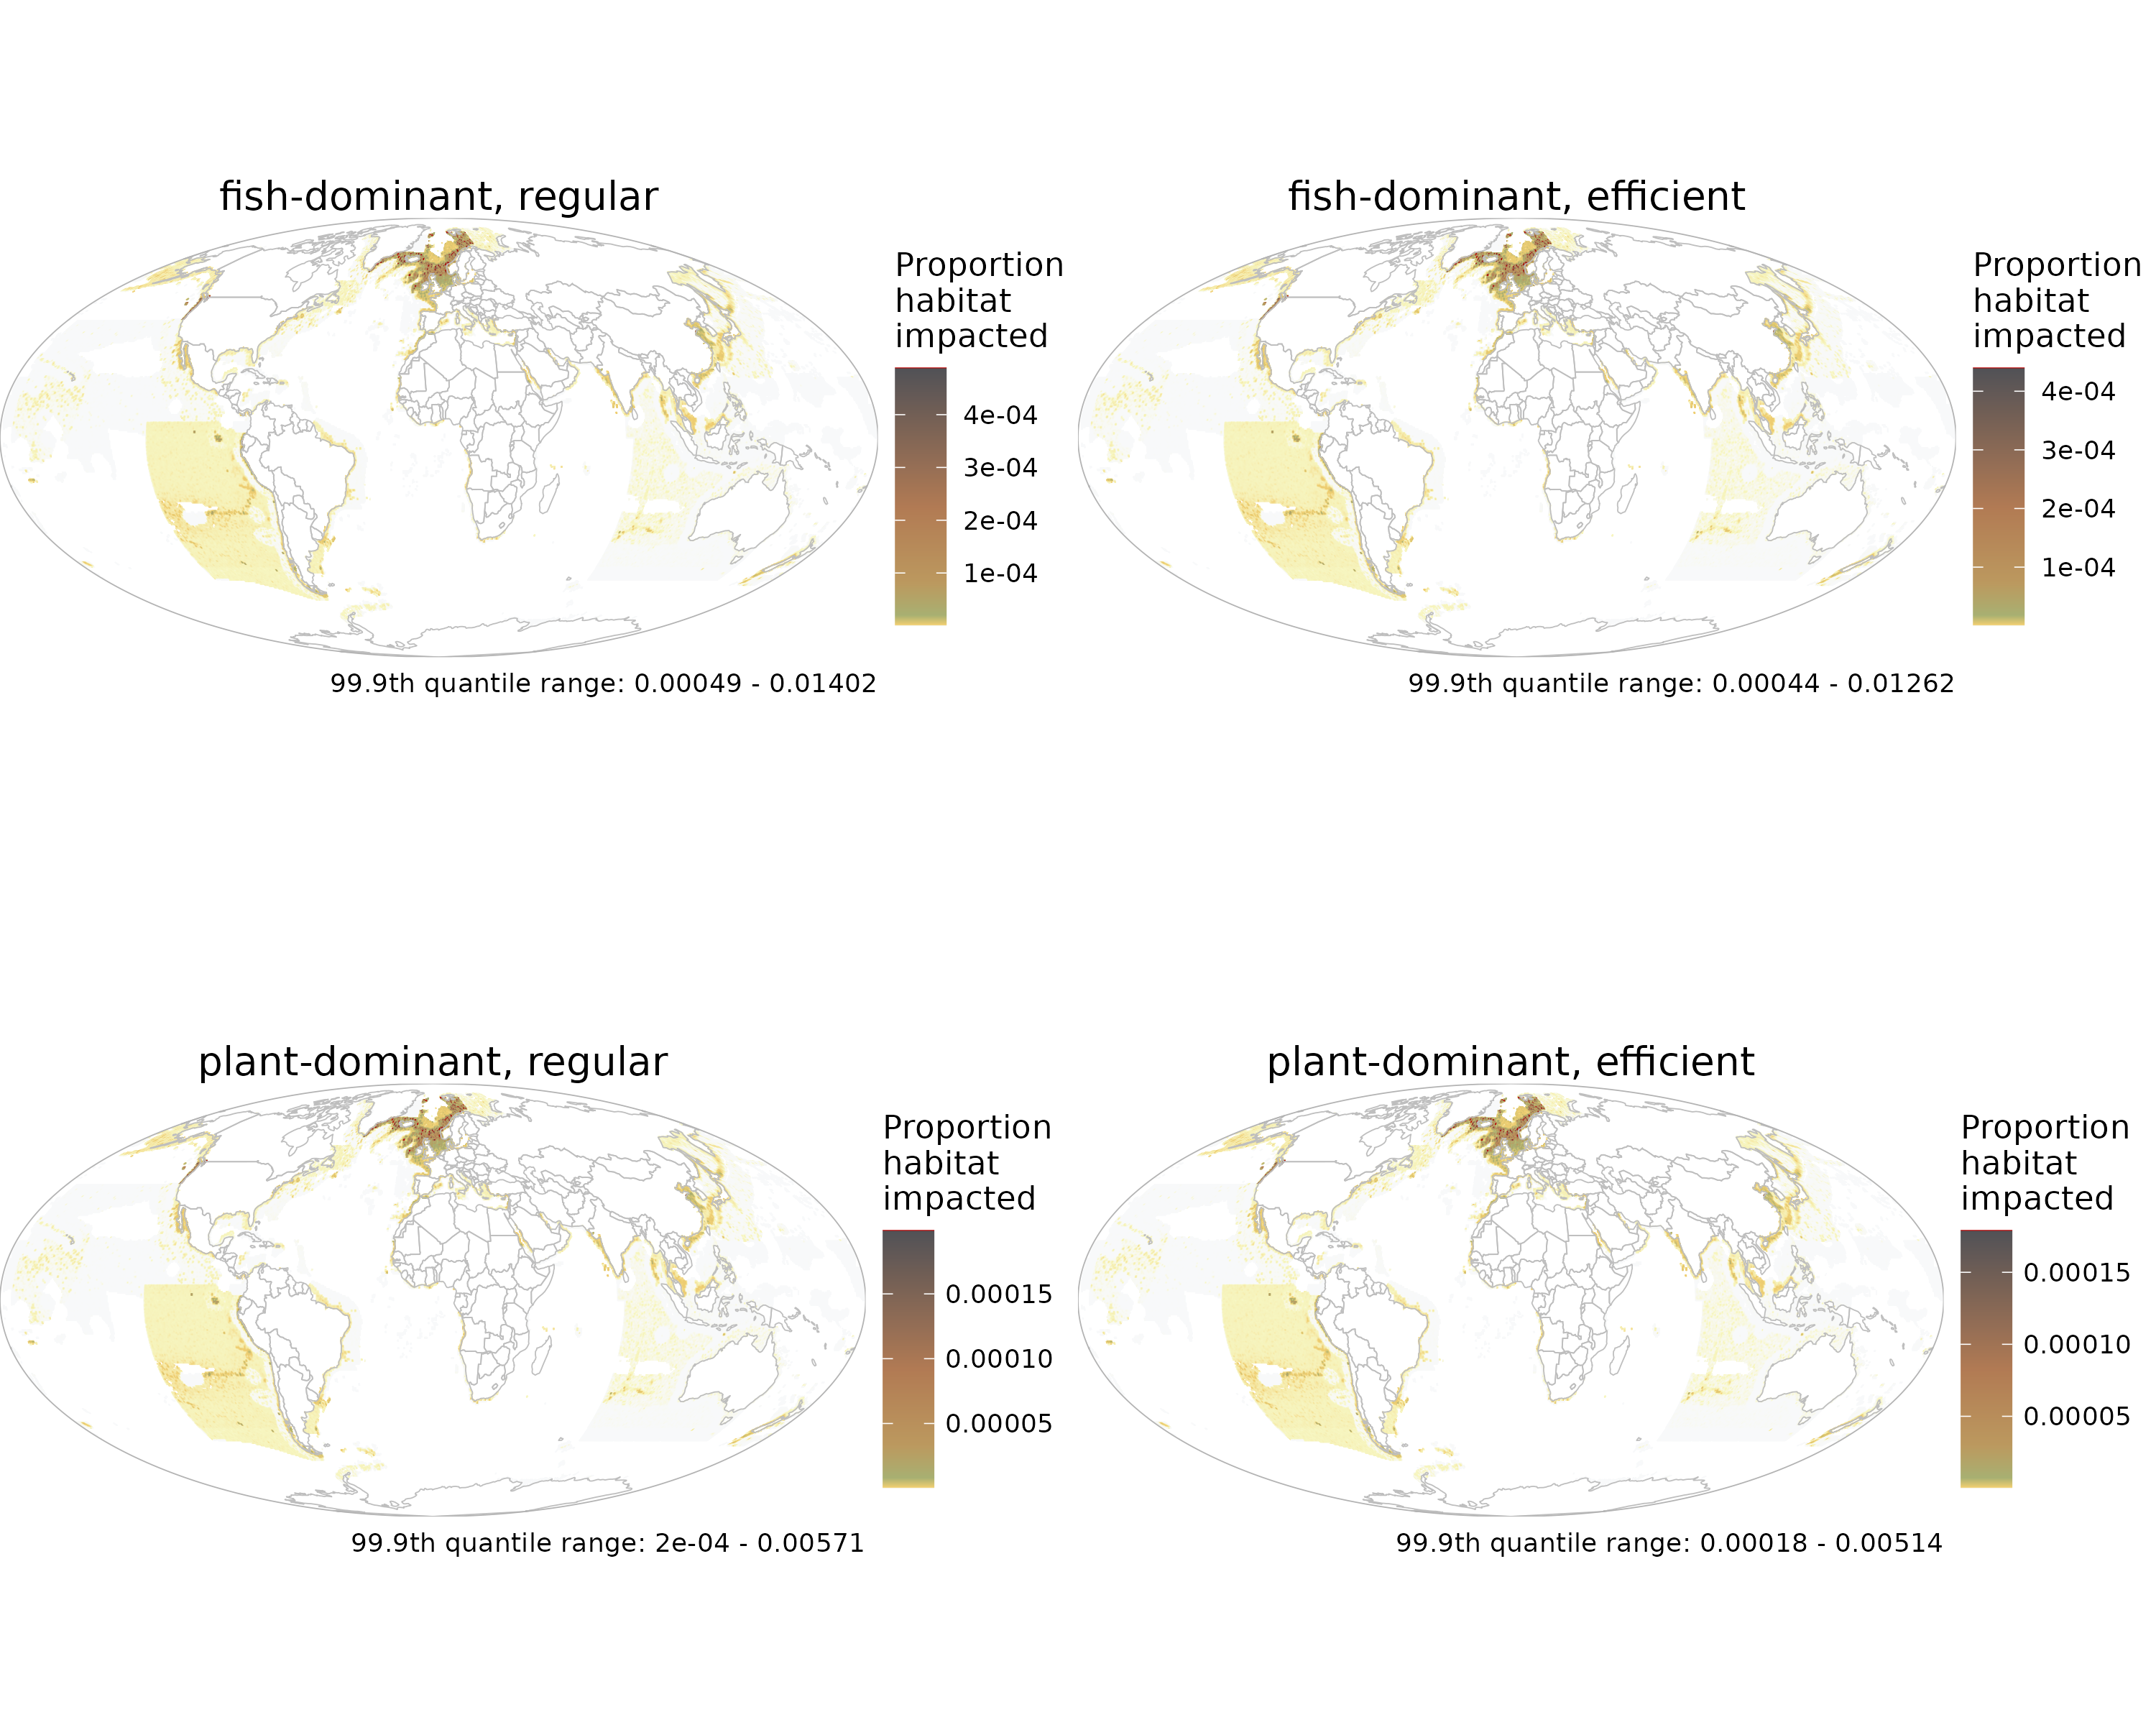 fish-dominant, regular
Proportion
habitat
impacted
4e-04
3e-04
2e-04
1e-04
99.9th quantile range: 0.00049 - 0.01402
fish-dominant, efficient
Proportion
habitat
impacted
4e-04
3e-04
2e-04
1e-04
99.9th quantile range: 0.00044 - 0.01262
plant-dominant, regular
Proportion
habitat
impacted
0.00015
0.00010
0.00005
99.9th quantile range: 2e-04 - 0.00571
plant-dominant, efficient
Proportion
habitat
impacted
0.00015
0.00010
0.00005
99.9th quantile range: 0.00018 - 0.00514